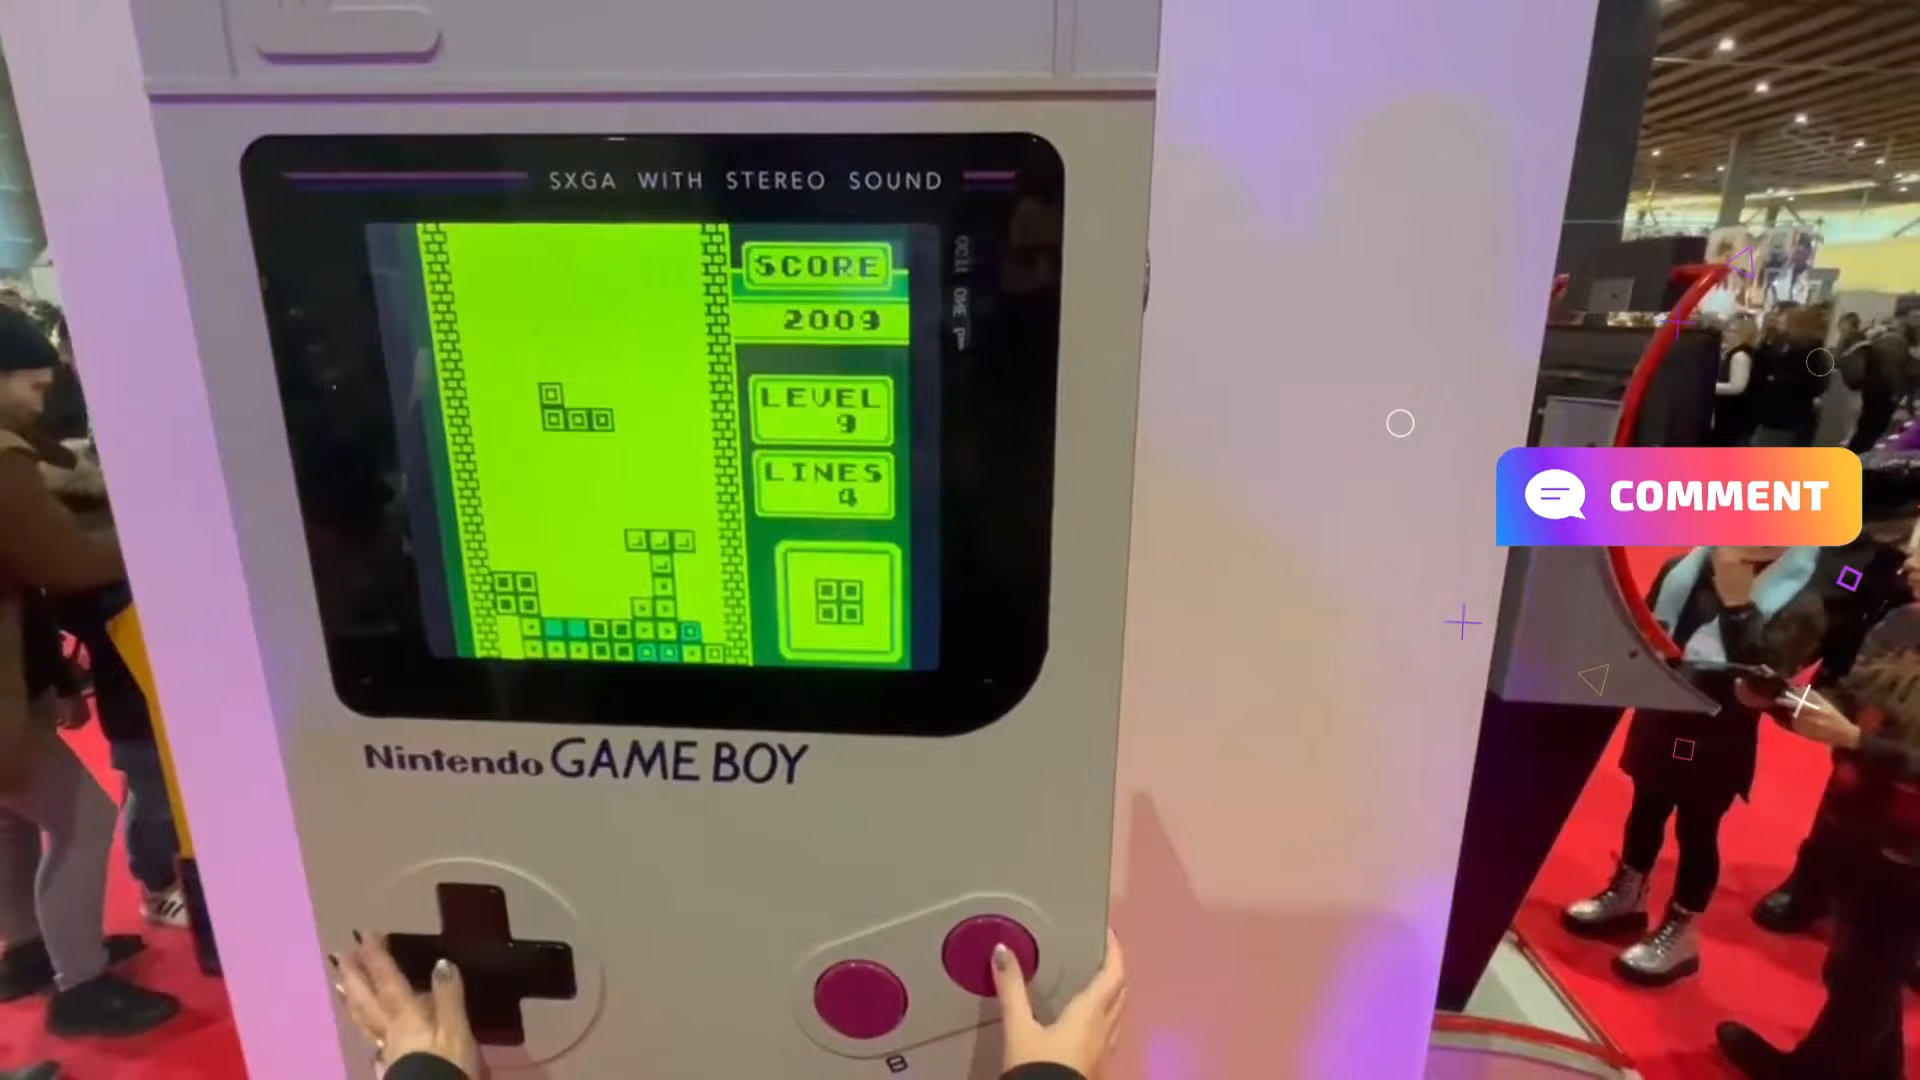 SXGA WITH STEREO SOUND
SCORE
2009
LEVEL
9
LINES
4
COMMENT
Nintendo GAME BOY
B